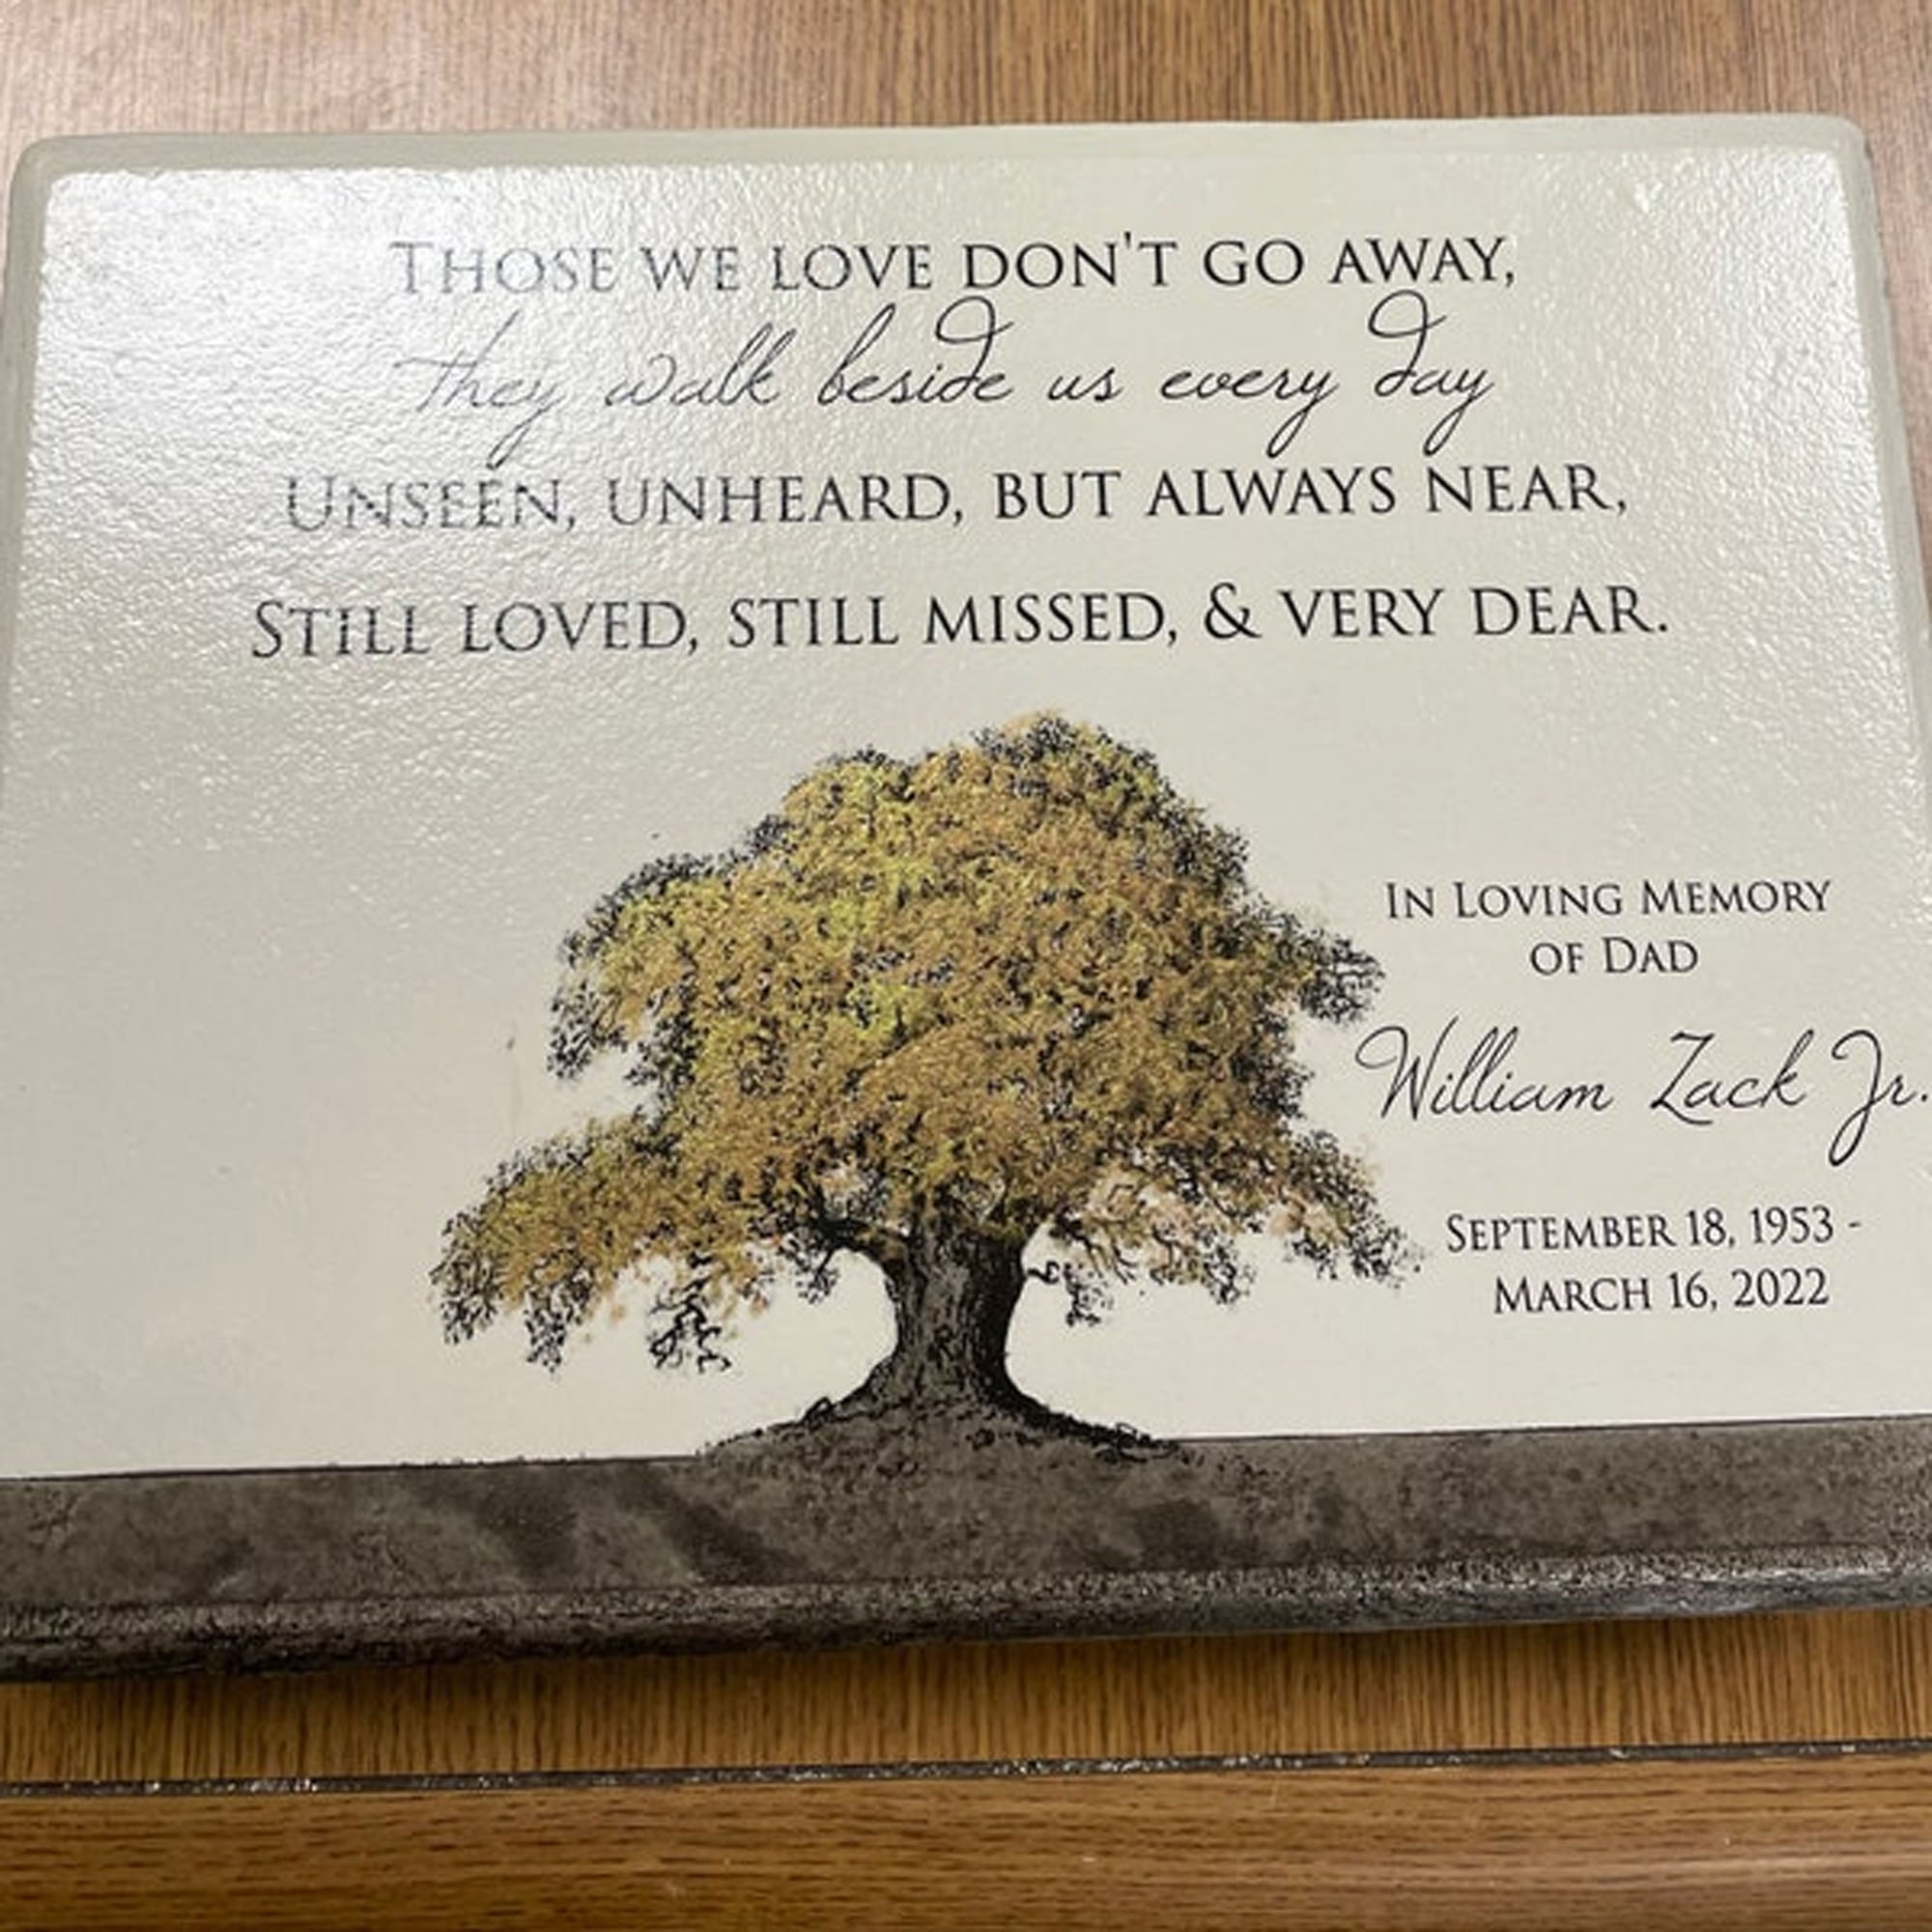 THOSE WE LOVE DON'T GO AWAY,
they walk beside us every day
UNSEEN, UNHEARD, BUT ALWAYS NEAR,
STILL LOVED, STILL MISSED, & VERY DEAR.
IN LOVING MEMORY
OF DAD
William Zack Jr.
SEPTEMBER 18, 1953 -
MARCH 16, 2022